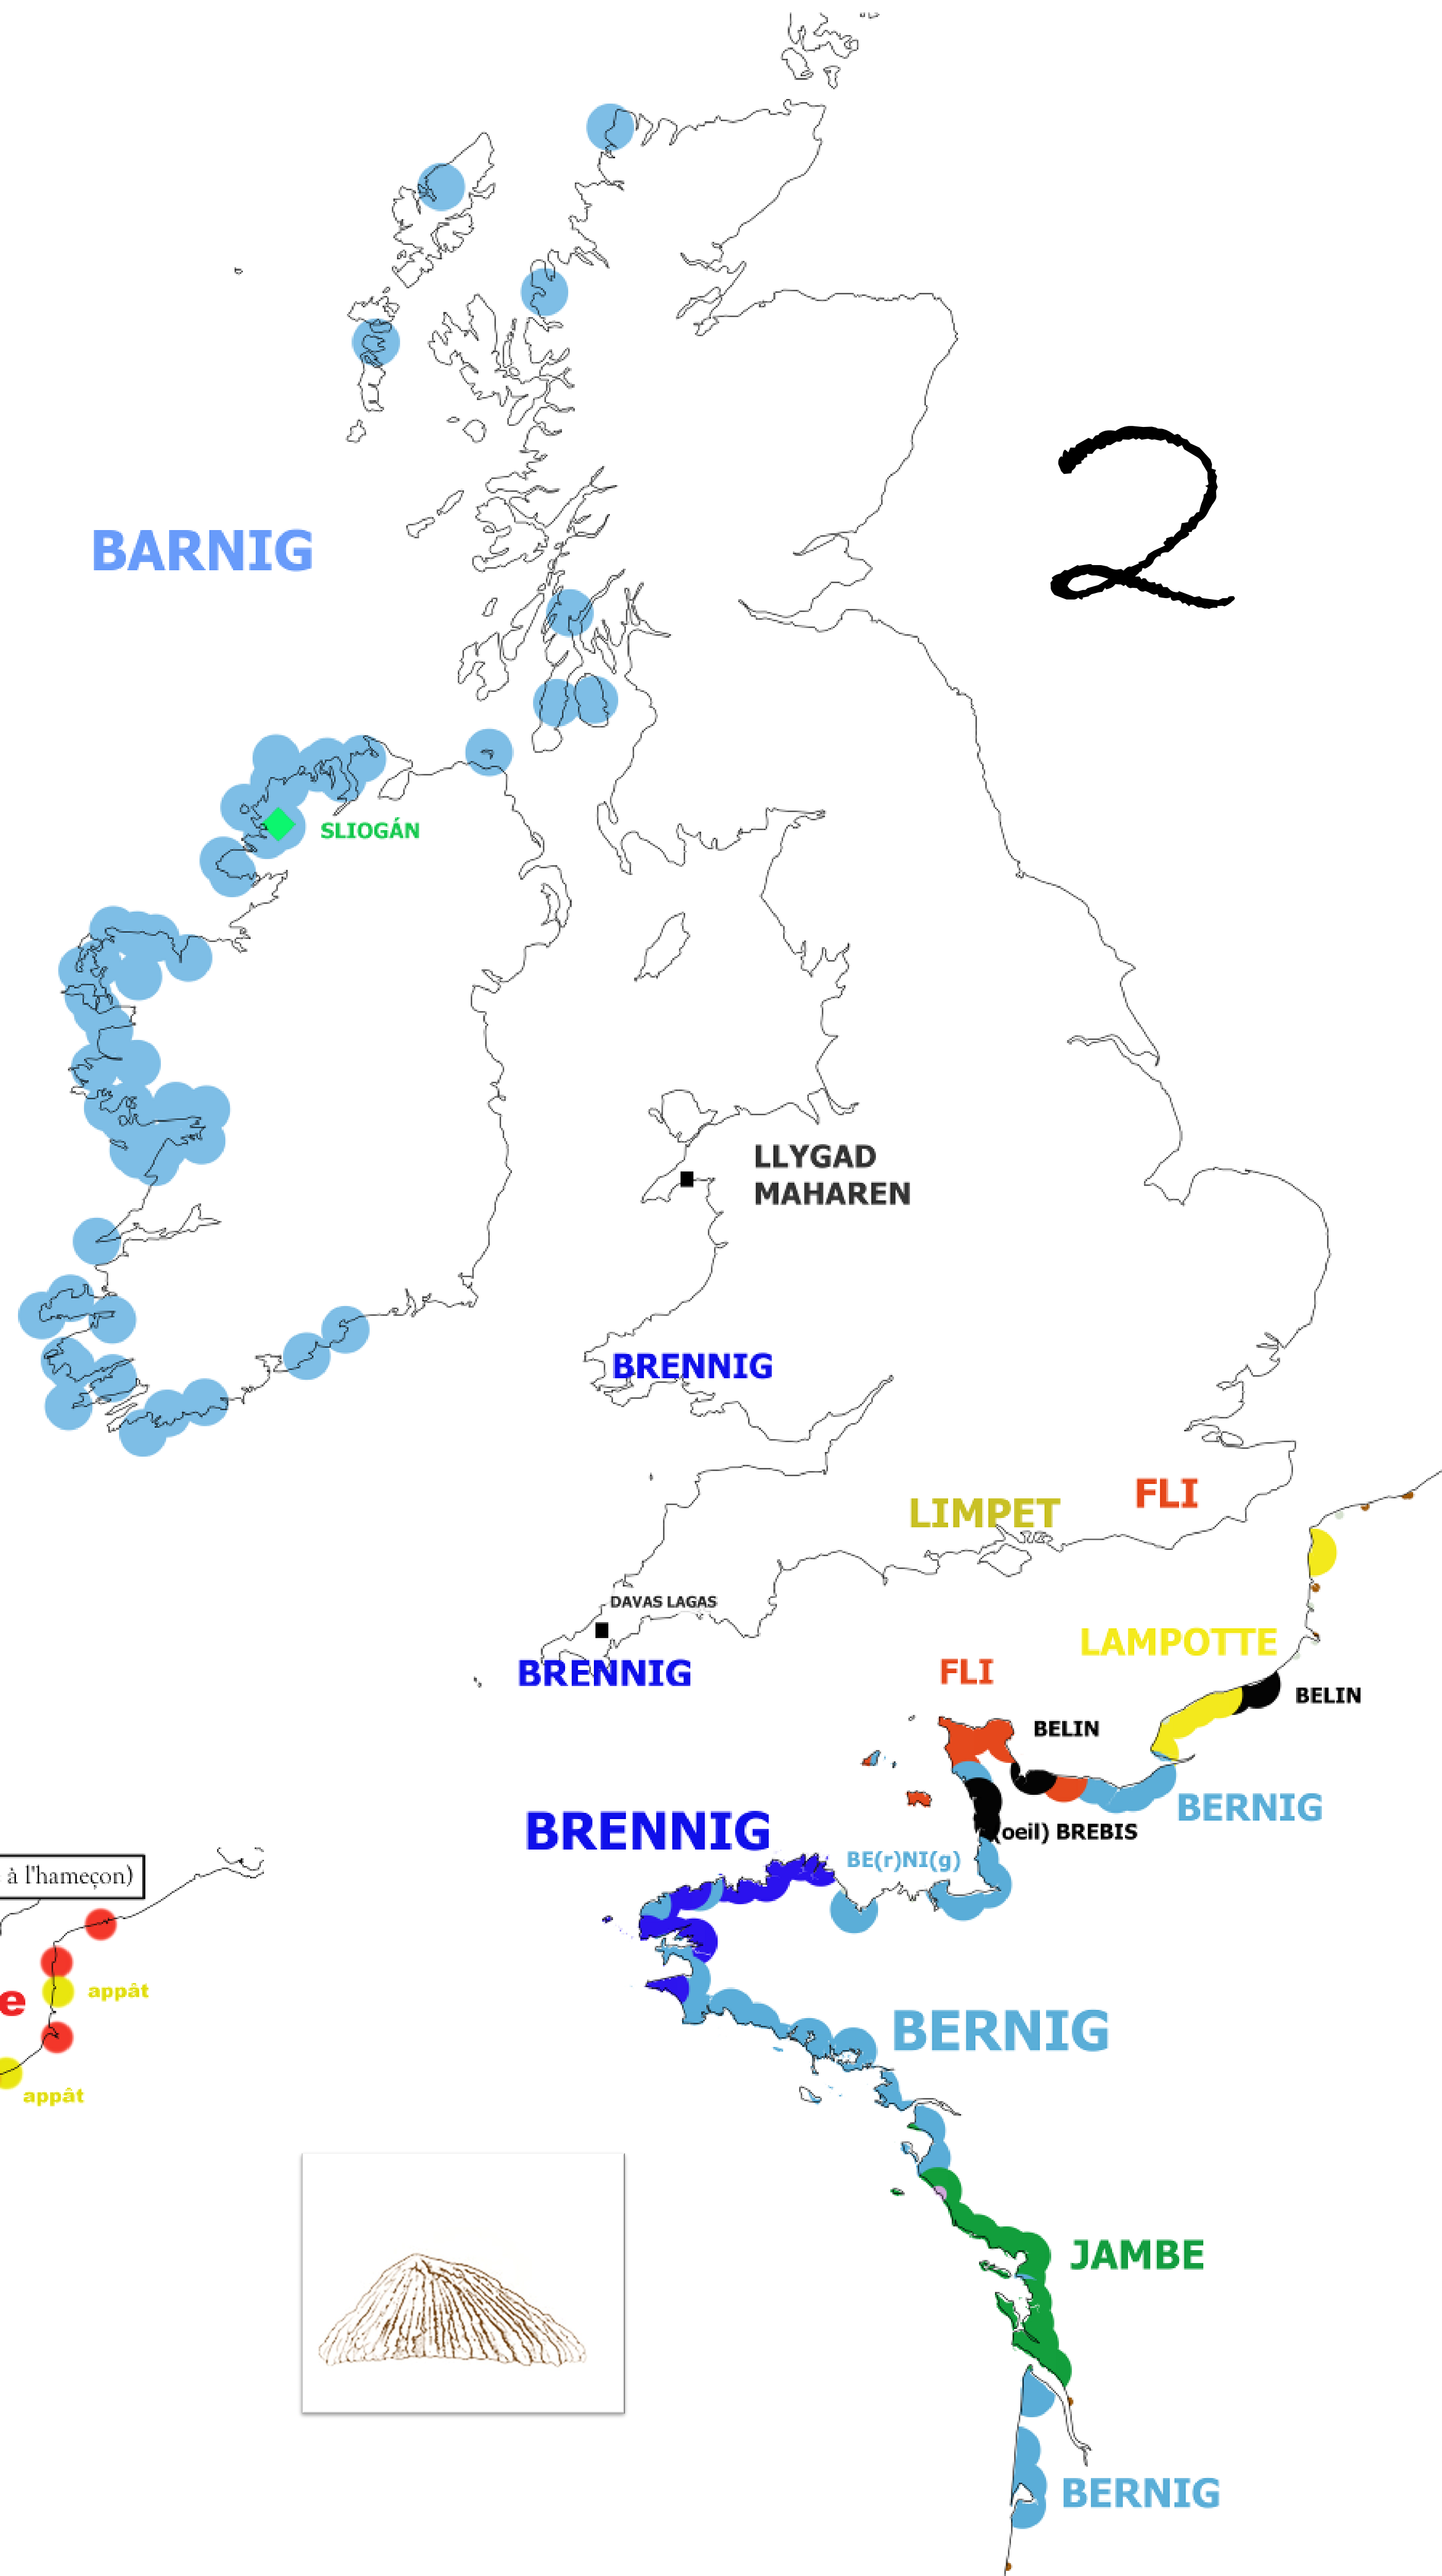 2
BARNIG
SLIOGÁN
LLYGAD
MAHAREN
BRENNIG
LIMPET
FLI
DAVAS LAGAS
BRENNIG
LAMPOTTE
FLI
BELIN
BELIN
BERNIG
(oeil) BREBIS
BRENNIG
BE(r)NI(g)
à l'hameçon)
e
appât
appât
BERNIG
JAMBE
BERNIG